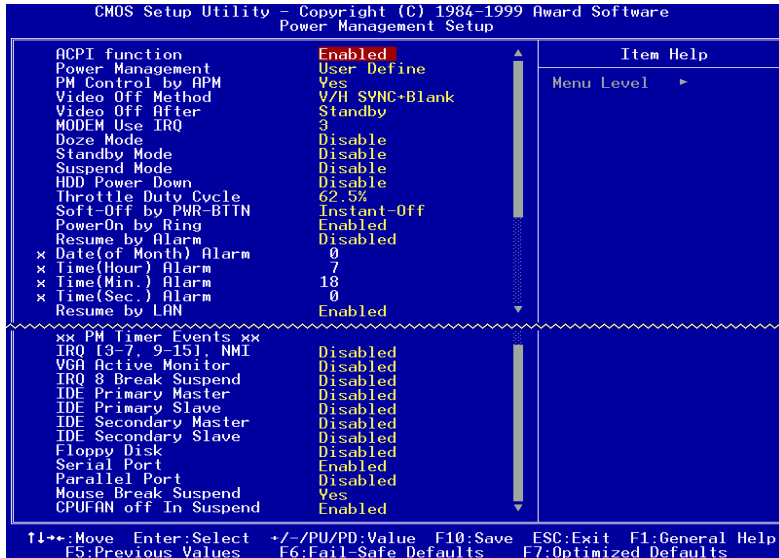 CMOS Setup Utility - Copyright (C) 1984-1999 Award Software
Power Management Setup
ACPI function Enabled
Power Management User Define
PM Control by APM Yes
Video Off Method V/H SYNC+Blank
Video Off After Standby
MODEM Use IRQ 3
Doze Mode Disable
Standby Mode Disable
Suspend Mode Disable
HDD Power Down Disable
Throttle Duty Cycle 62.5%
Soft-Off by PWR-BTTN Instant-Off
PowerOn by Ring Enabled
Resume by Alarm Disabled
x Date(of Month) Alarm 0
x Time(Hour) Alarm 7
x Time(Min.) Alarm 18
x Time(Sec.) Alarm 0
Resume by LAN Enabled
xx PM Timer Events xx
IRQ [3-7, 9-15], NMI Disabled
VGA Active Monitor Disabled
IRQ 8 Break Suspend Disabled
IDE Primary Master Disabled
IDE Primary Slave Disabled
IDE Secondary Master Disabled
IDE Secondary Slave Disabled
Floppy Disk Disabled
Serial Port Enabled
Parallel Port Disabled
Mouse Break Suspend Yes
CPUFAN off In Suspend Enabled
Item Help
Menu Level ►
↑↓→←:Move Enter:Select +/-/PU/PD:Value F10:Save ESC:Exit F1:General Help
F5:Previous Values F6:Fail-Safe Defaults F7:Optimized Defaults